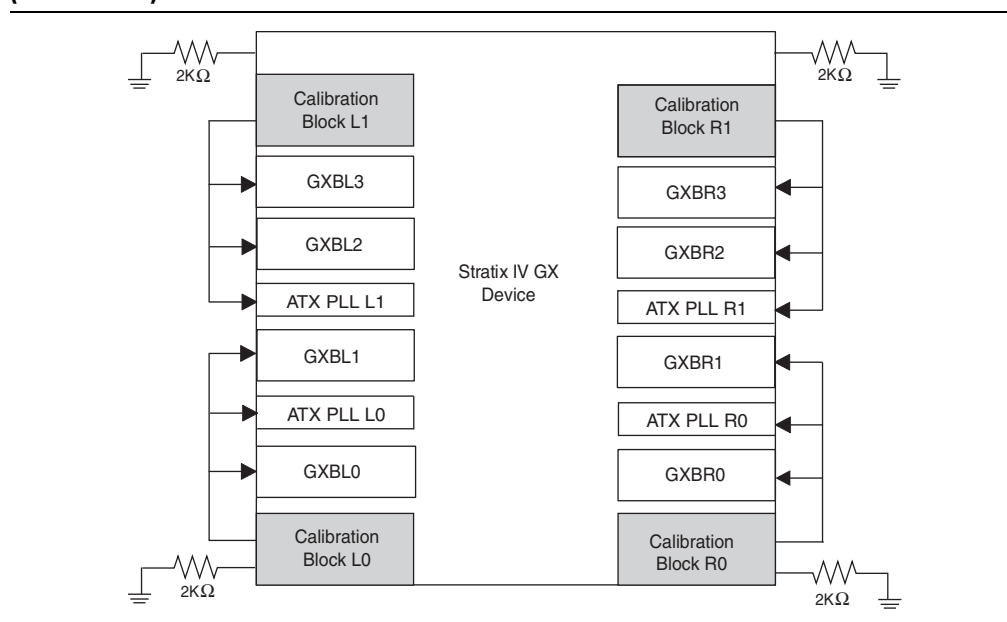 2KΩ
2KΩ
Calibration
Block L1
Calibration
Block R1
GXBL3
GXBR3
GXBL2
GXBR2
Stratix IV GX
Device
ATX PLL L1
ATX PLL R1
GXBL1
GXBR1
ATX PLL L0
ATX PLL R0
GXBL0
GXBR0
Calibration
Block L0
Calibration
Block R0
2KΩ
2KΩ